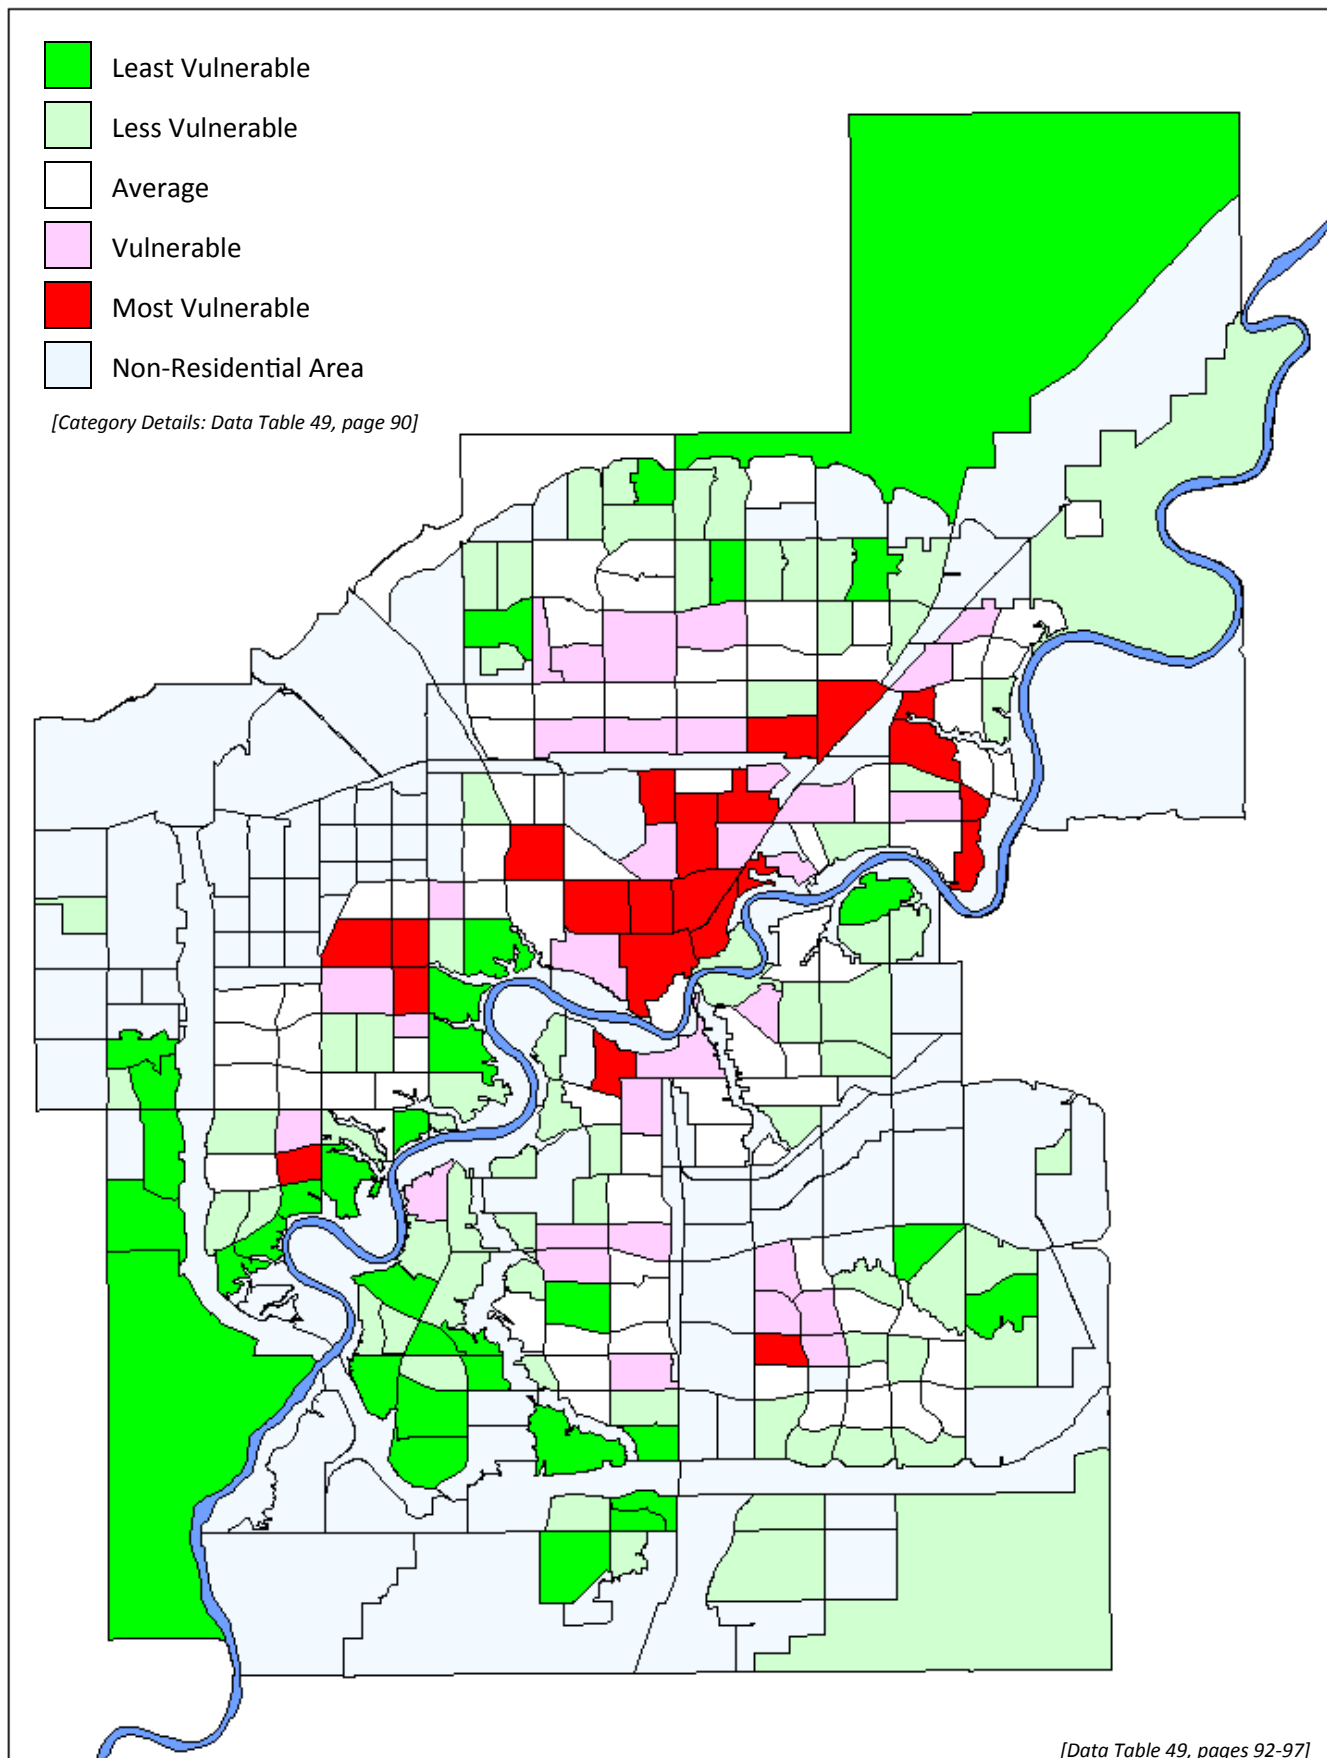 Least Vulnerable
Less Vulnerable
Average
Vulnerable
Most Vulnerable
Non-Residential Area
[Category Details: Data Table 49, page 90]
[Data Table 49, pages 92-97]